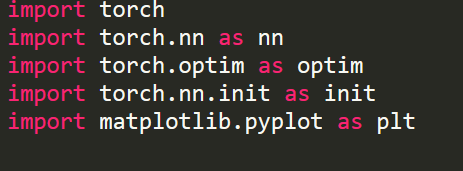 import torch
import torch.nn as nn
import torch.optim as optim
import torch.nn.init as init
import matplotlib.pyplot as plt